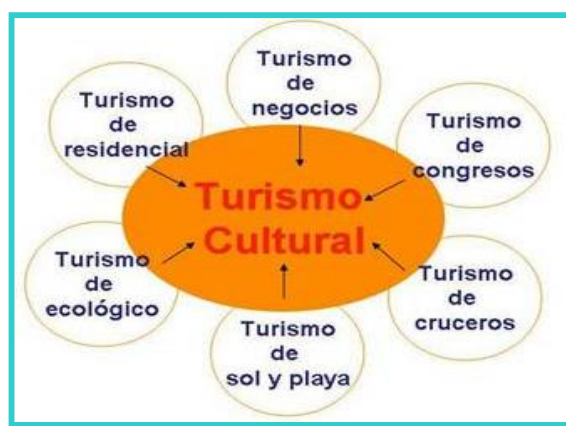 Turismo
de
negocios
Turismo
de
residencial
Turismo
de
congresos
Turismo
Cultural
Turismo
de
ecológico
Turismo
de
cruceros
Turismo
de
sol y playa